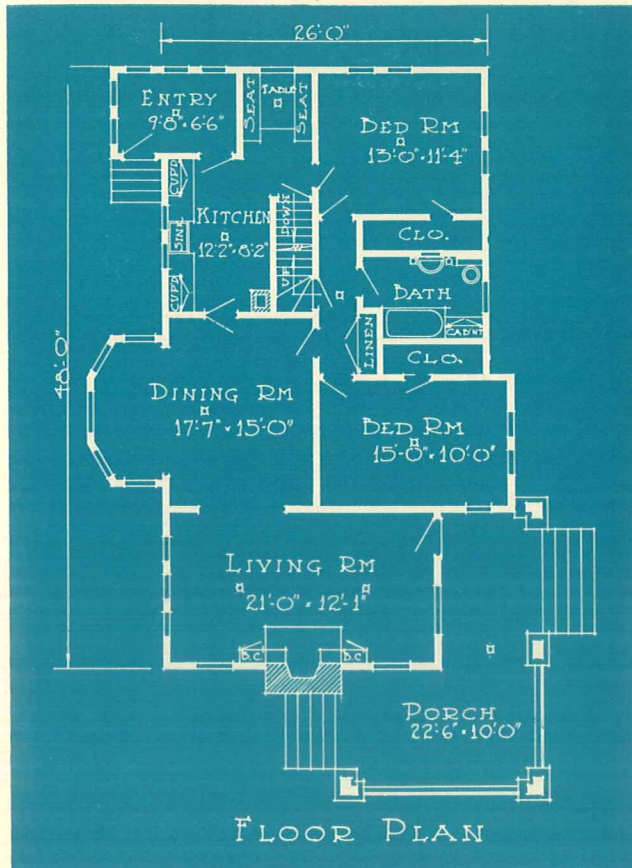 26'-0"
ENTRY
9'-8" × 6'-6"
SEAT
TABLE
SEAT
BED RM
13'-0" × 11'-4"
CUPD
KITCHEN
12'-2" × 8'-2"
SINK
CUPD
DOWN
UP
CLO.
BATH
CAB'NT
LINEN
CLO.
48'-0"
DINING RM
17'-7" × 15'-0"
BED RM
15'-0" × 10'-0"
LIVING RM
21'-0" × 12'-1"
B.C.
B.C.
PORCH
22'-6" × 10'-0"
FLOOR PLAN